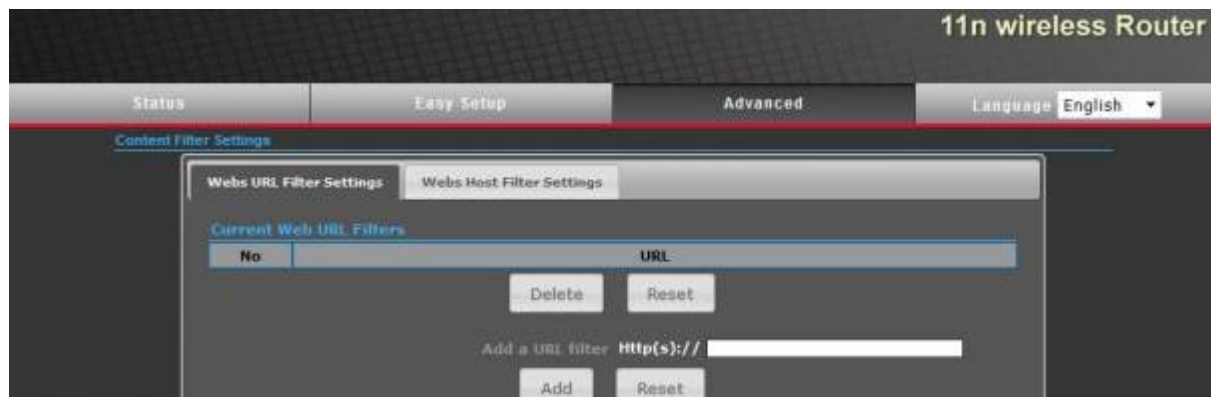 11n wireless Router
Status Easy Setup Advanced Language English
Content Filter Settings
Webs URL Filter Settings Webs Host Filter Settings
Current Web URL Filters
No URL
Delete Reset
Add a URL filter Http(s)://
Add Reset